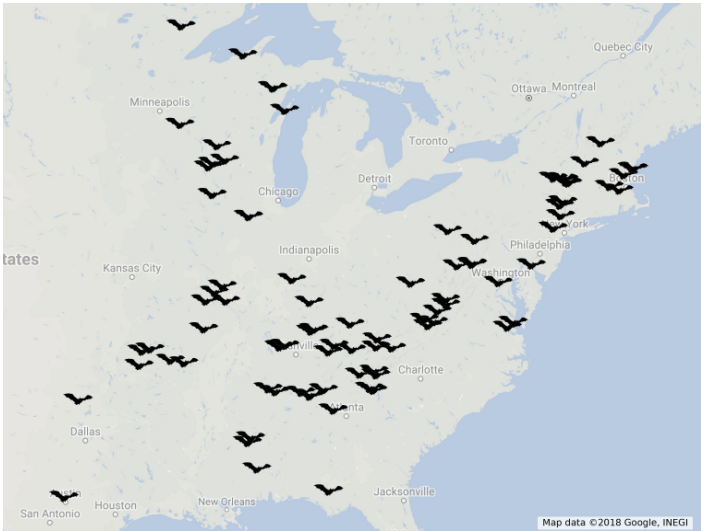 Quebec City
Ottawa
Montreal
Minneapolis
Toronto
Boston
Detroit
Chicago
York
Philadelphia
Indianapolis
tates
Kansas City
Washington
Charlotte
Atlanta
Dallas
Jacksonville
New Orleans
Austin
Houston
San Antonio
Map data ©2018 Google, INEGI